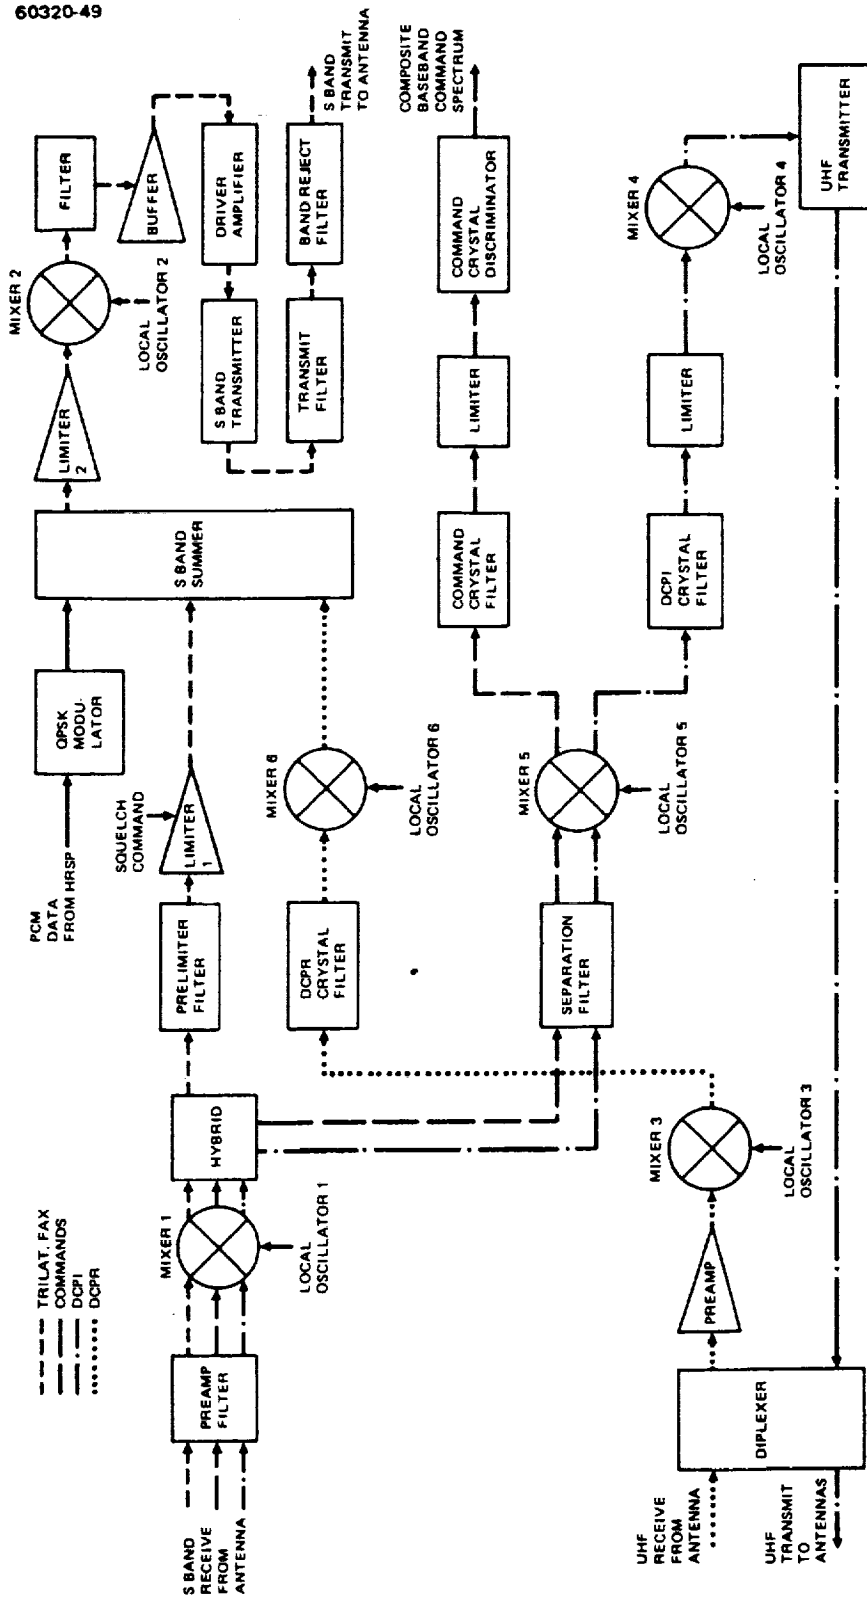 60320-49
TRILAT. FAX
COMMANDS
DCPI
DCPR
S BAND
RECEIVE
FROM
ANTENNA
PREAMP
FILTER
MIXER 1
LOCAL
OSCILLATOR 1
HYBRID
PRELIMITER
FILTER
SQUELCH
COMMAND
LIMITER
1
PCM
DATA
FROM HRSP
QPSK
MODU-
LATOR
S BAND
SUMMER
LIMITER
2
MIXER 2
LOCAL
OSCILLATOR 2
FILTER
BUFFER
DRIVER
AMPLIFIER
S BAND
TRANSMITTER
TRANSMIT
FILTER
BAND REJECT
FILTER
S BAND
TRANSMIT
TO ANTENNA
DCPR
CRYSTAL
FILTER
MIXER 6
LOCAL
OSCILLATOR 6
SEPARATION
FILTER
MIXER 5
LOCAL
OSCILLATOR 5
COMMAND
CRYSTAL
FILTER
LIMITER
COMMAND
CRYSTAL
DISCRIMINATOR
COMPOSITE
BASEBAND
COMMAND
SPECTRUM
DCPI
CRYSTAL
FILTER
LIMITER
MIXER 4
LOCAL
OSCILLATOR 4
UHF
TRANSMITTER
UHF
RECEIVE
FROM
ANTENNA
UHF
TRANSMIT
TO
ANTENNAS
DIPLEXER
PREAMP
MIXER 3
LOCAL
OSCILLATOR 3